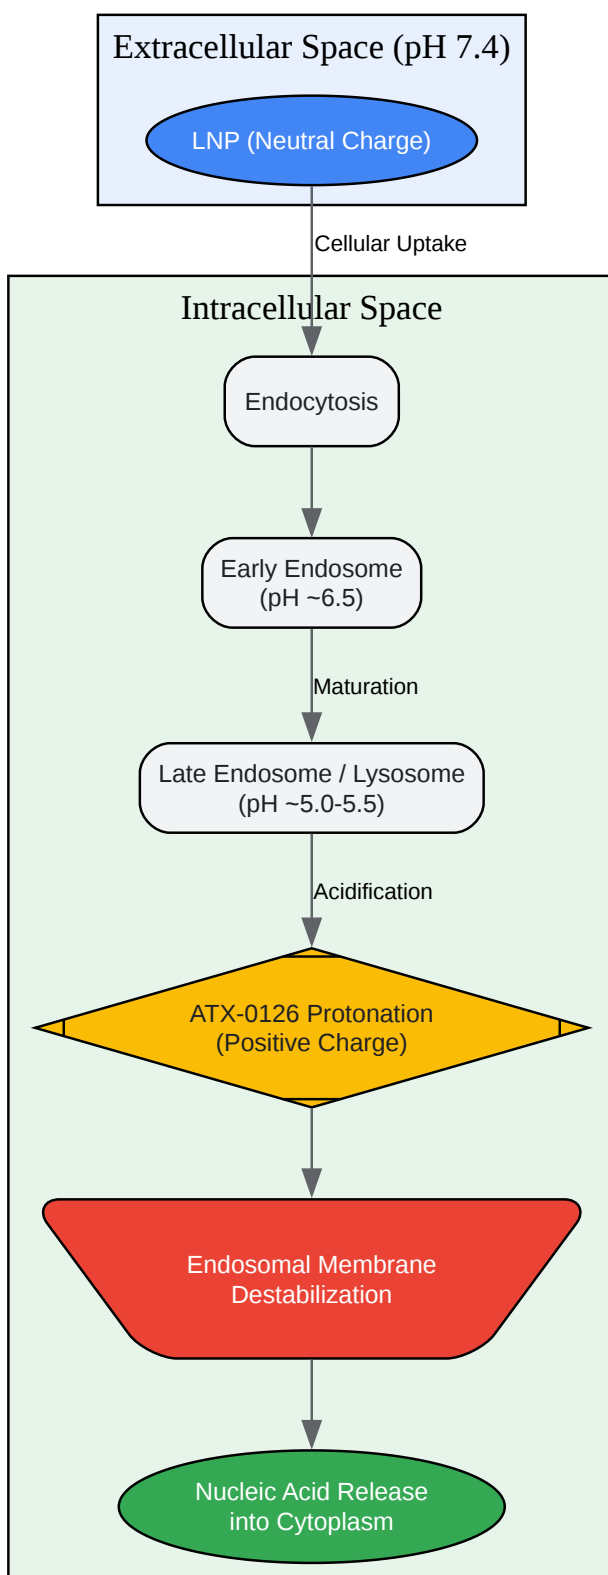 Extracellular Space (pH 7.4)
LNP (Neutral Charge)
Cellular Uptake
Intracellular Space
Endocytosis
Early Endosome
(pH ~6.5)
Maturation
Late Endosome / Lysosome
(pH ~5.0-5.5)
Acidification
ATX-0126 Protonation
(Positive Charge)
Endosomal Membrane
Destabilization
Nucleic Acid Release
into Cytoplasm